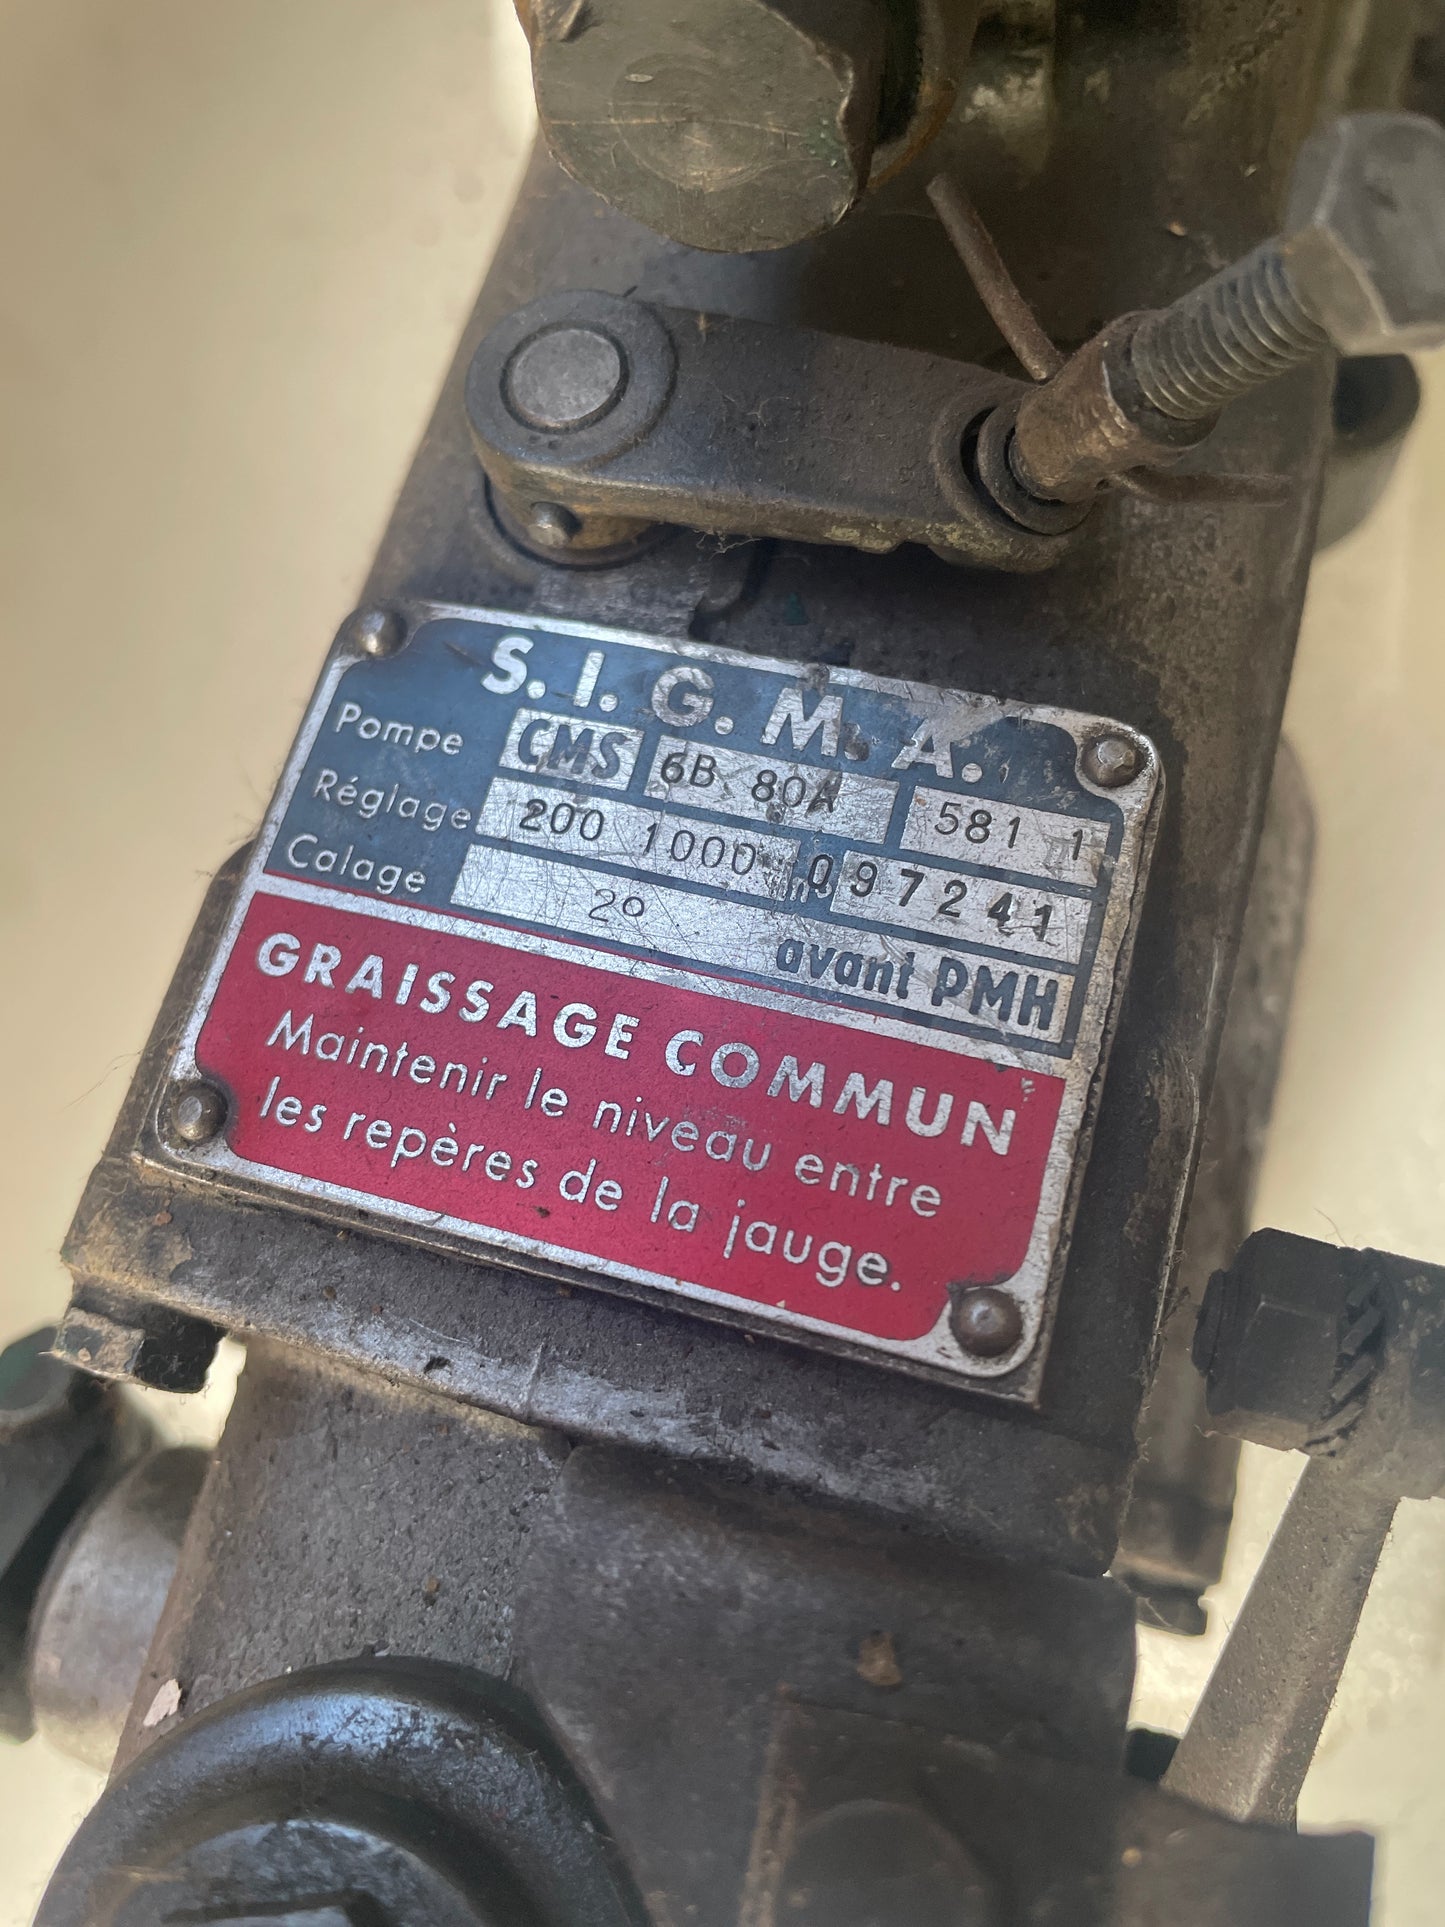 S. I. G. M. A.
Pompe CMS 6B 80A 581 1
Réglage 200 1000 097241
Calage 2° avant PMH
GRAISSAGE COMMUN
Maintenir le niveau entre
les repères de la jauge.